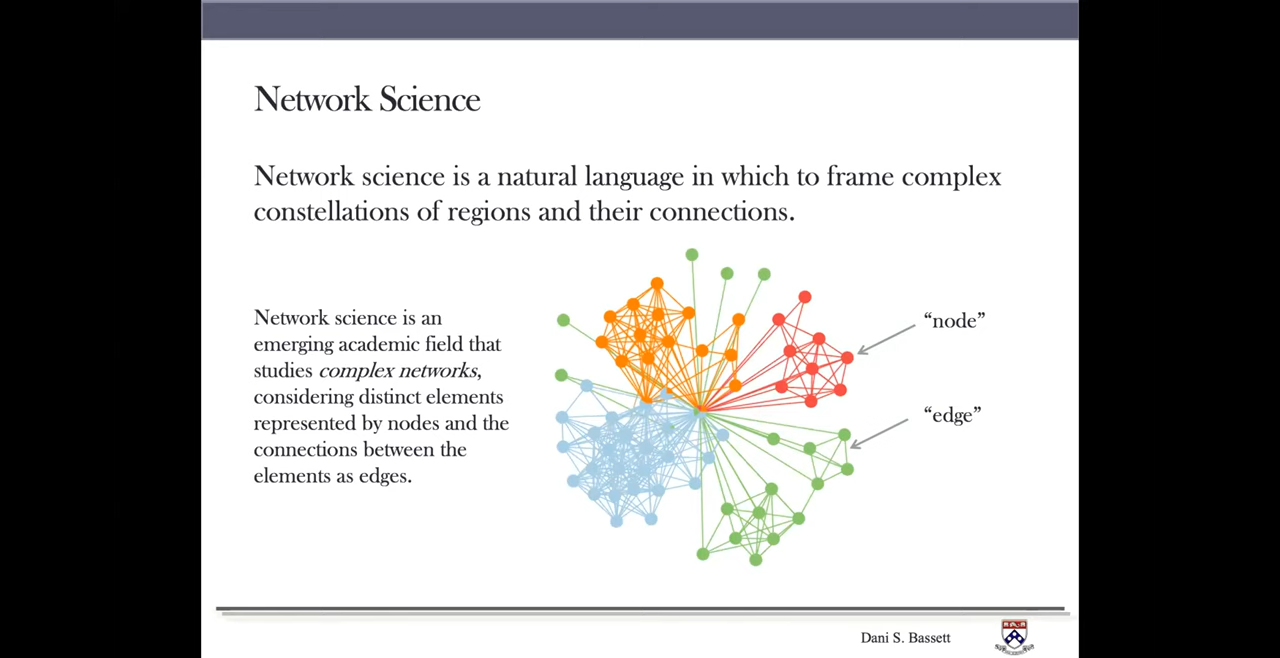 Network Science
Network science is a natural language in which to frame complex
constellations of regions and their connections.
Network science is an
emerging academic field that
studies complex networks,
considering distinct elements
represented by nodes and the
connections between the
elements as edges.
“node”
“edge”
Dani S. Bassett